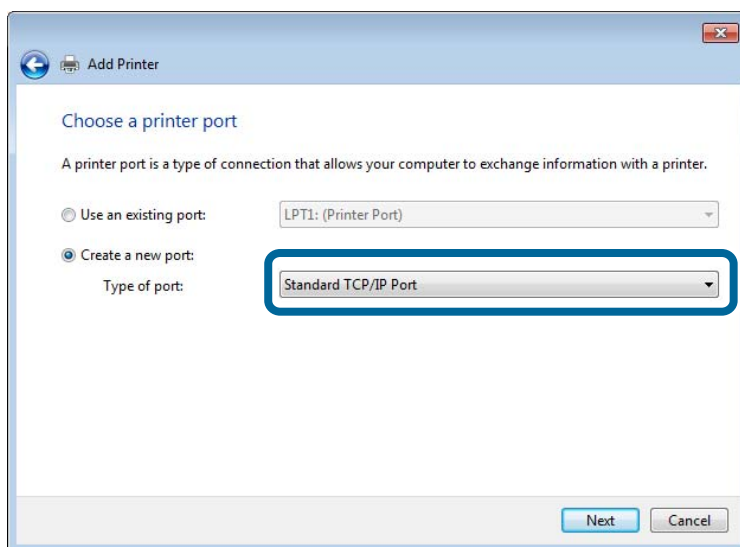 Add Printer
Choose a printer port
A printer port is a type of connection that allows your computer to exchange information with a printer.
Use an existing port: LPT1: (Printer Port)
Create a new port:
Type of port: Standard TCP/IP Port
Next Cancel